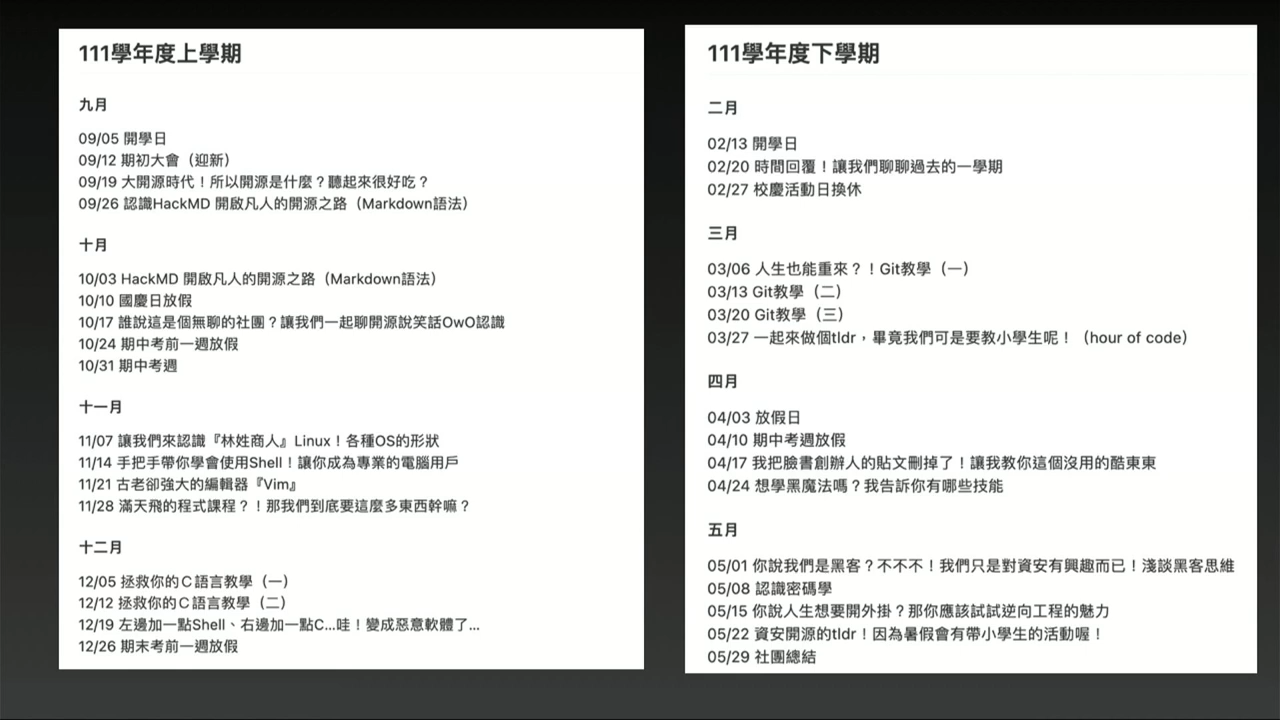 111學年度上學期
九月
09/05 開學日
09/12 期初大會（迎新）
09/19 大開源時代！所以開源是什麼？聽起來很好吃？
09/26 認識HackMD 開啟凡人的開源之路（Markdown語法）
十月
10/03 HackMD 開啟凡人的開源之路（Markdown語法）
10/10 國慶日放假
10/17 誰說這是個無聊的社團？讓我們一起聊開源說笑話OwO認識
10/24 期中考前一週放假
10/31 期中考週
十一月
11/07 讓我們來認識『林姓商人』Linux！各種OS的形狀
11/14 手把手帶你學會使用Shell！讓你成為專業的電腦用戶
11/21 古老卻強大的編輯器『Vim』
11/28 滿天飛的程式課程？！那我們到底要這麼多東西幹嘛？
十二月
12/05 拯救你的Ｃ語言教學（一）
12/12 拯救你的Ｃ語言教學（二）
12/19 左邊加一點Shell、右邊加一點C...哇！變成惡意軟體了...
12/26 期末考前一週放假
111學年度下學期
二月
02/13 開學日
02/20 時間回覆！讓我們聊聊過去的一學期
02/27 校慶活動日換休
三月
03/06 人生也能重來？！Git教學（一）
03/13 Git教學（二）
03/20 Git教學（三）
03/27 一起來做個tldr，畢竟我們可是要教小學生呢！（hour of code）
四月
04/03 放假日
04/10 期中考週放假
04/17 我把臉書創辦人的貼文刪掉了！讓我教你這個沒用的酷東東
04/24 想學黑魔法嗎？我告訴你有哪些技能
五月
05/01 你說我們是黑客？不不不！我們只是對資安有興趣而已！淺談黑客思維
05/08 認識密碼學
05/15 你說人生想要開外掛？那你應該試試逆向工程的魅力
05/22 資安開源的tldr！因為暑假會有帶小學生的活動喔！
05/29 社團總結